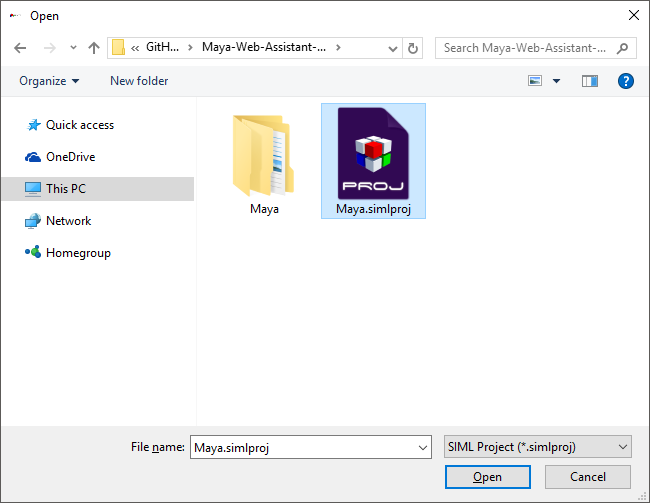 Open
« GitH... › Maya-Web-Assistant-... › Search Maya-Web-Assistant-...
Organize New folder ?
Quick access
OneDrive
This PC
Network
Homegroup
Maya
PROJ
Maya.simlproj
File name: Maya.simlproj SIML Project (*.simlproj)
Open Cancel